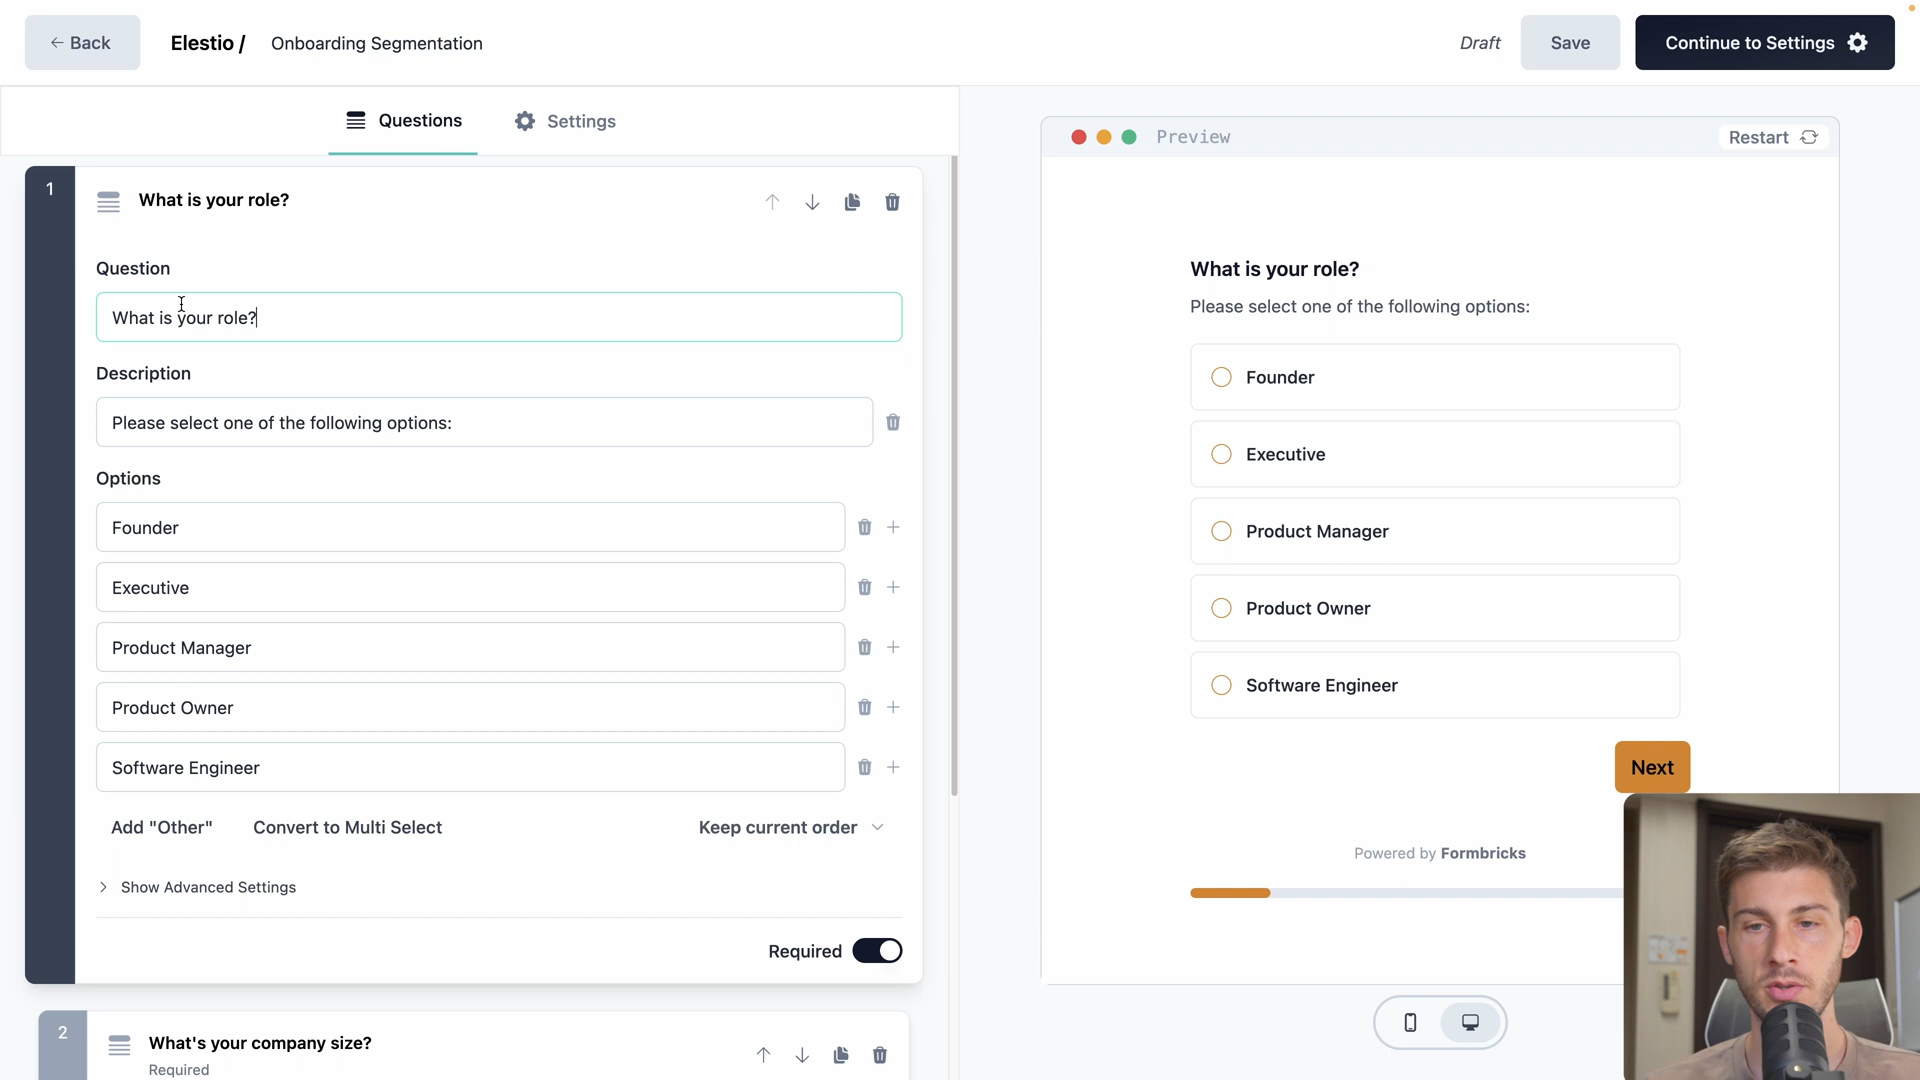 ← Back
Elestio /
Onboarding Segmentation
Draft
Save
Continue to Settings
Questions
Settings
1
What is your role?
Question
What is your role?
Description
Please select one of the following options:
Options
Founder
Executive
Product Manager
Product Owner
Software Engineer
Add "Other"
Convert to Multi Select
Keep current order
Show Advanced Settings
Required
2
What's your company size?
Required
Preview
Restart
What is your role?
Please select one of the following options:
Founder
Executive
Product Manager
Product Owner
Software Engineer
Next
Powered by Formbricks